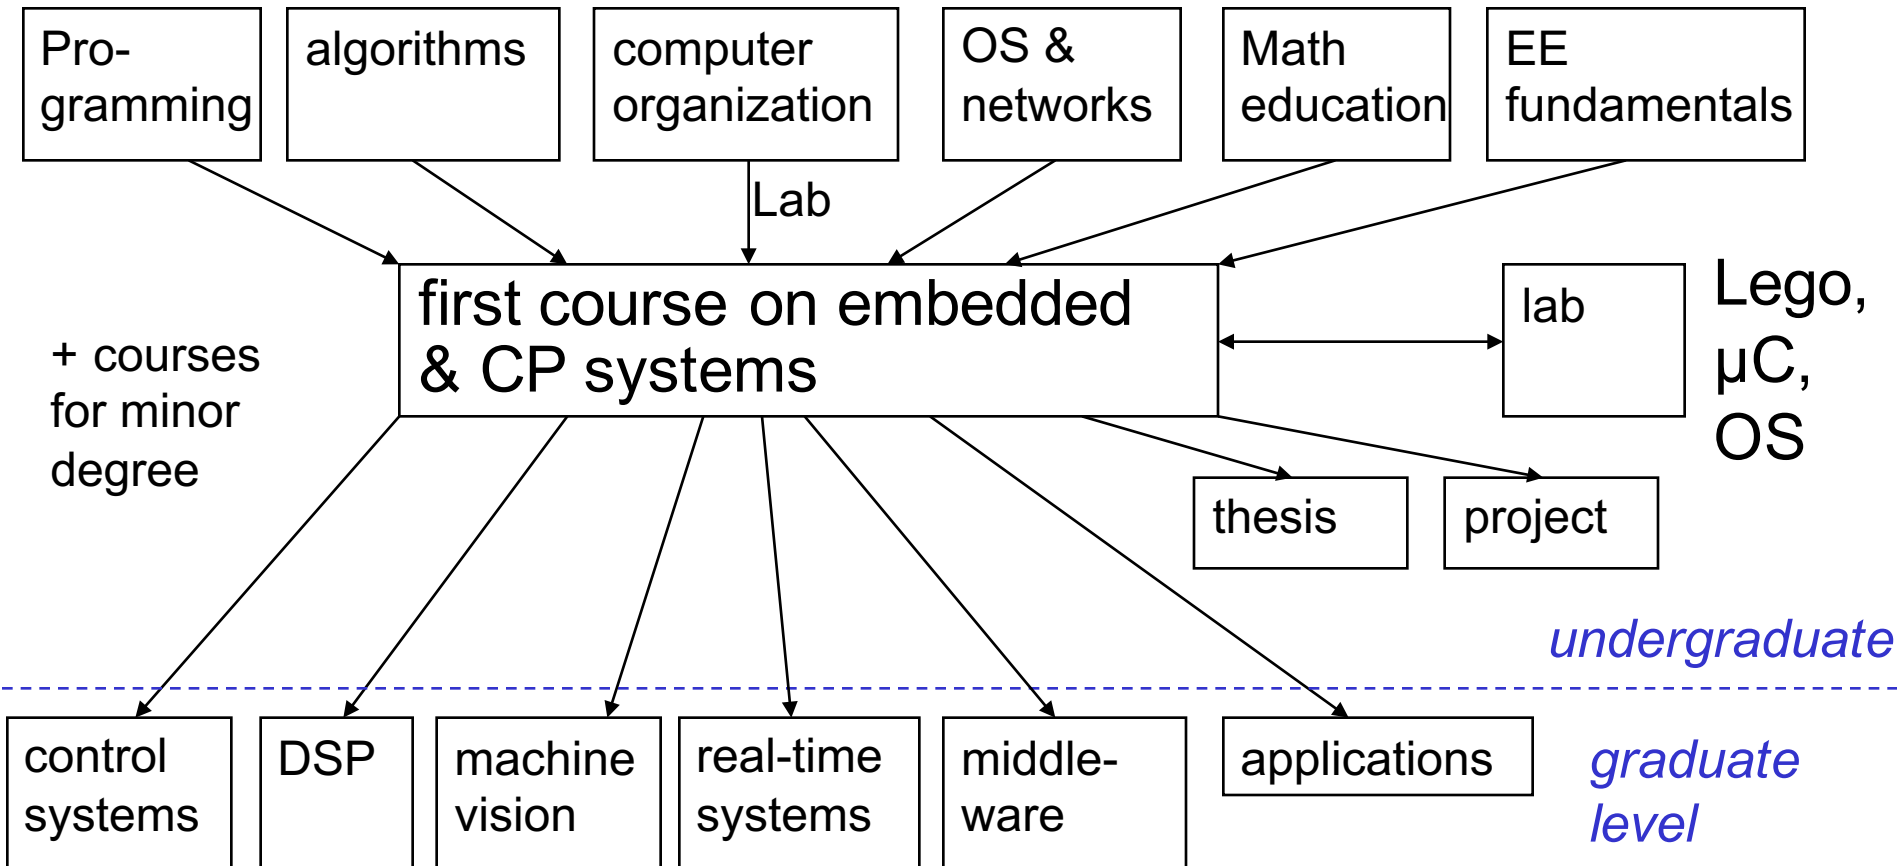 Pro-
gramming
algorithms
computer
organization
OS &
networks
Math
education
EE
fundamentals
Lab
first course on embedded
& CP systems
lab
Lego,
µC,
OS
+ courses
for minor
degree
thesis
project
undergraduate
control
systems
DSP
machine
vision
real-time
systems
middle-
ware
applications
graduate
level